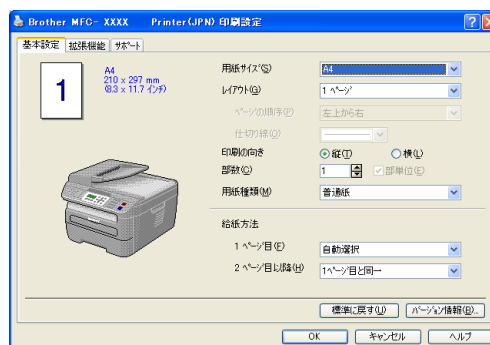 Brother MFC- XXXX Printer(JPN) 印刷設定
基本設定 拡張機能 サポート
1
A4
210 x 297 mm
(8.3 x 11.7 インチ)
用紙サイズ(S) A4
レイアウト(G) 1 ページ
ページの順序(P) 左上から右
仕切り線(O)
印刷の向き 縦(T) 横(L)
部数(C) 1 部単位(E)
用紙種類(M) 普通紙
給紙方法
1 ページ目(F) 自動選択
2 ページ目以降(H) 1ページ目と同一
標準に戻す(U) バージョン情報(B)...
OK キャンセル ヘルプ